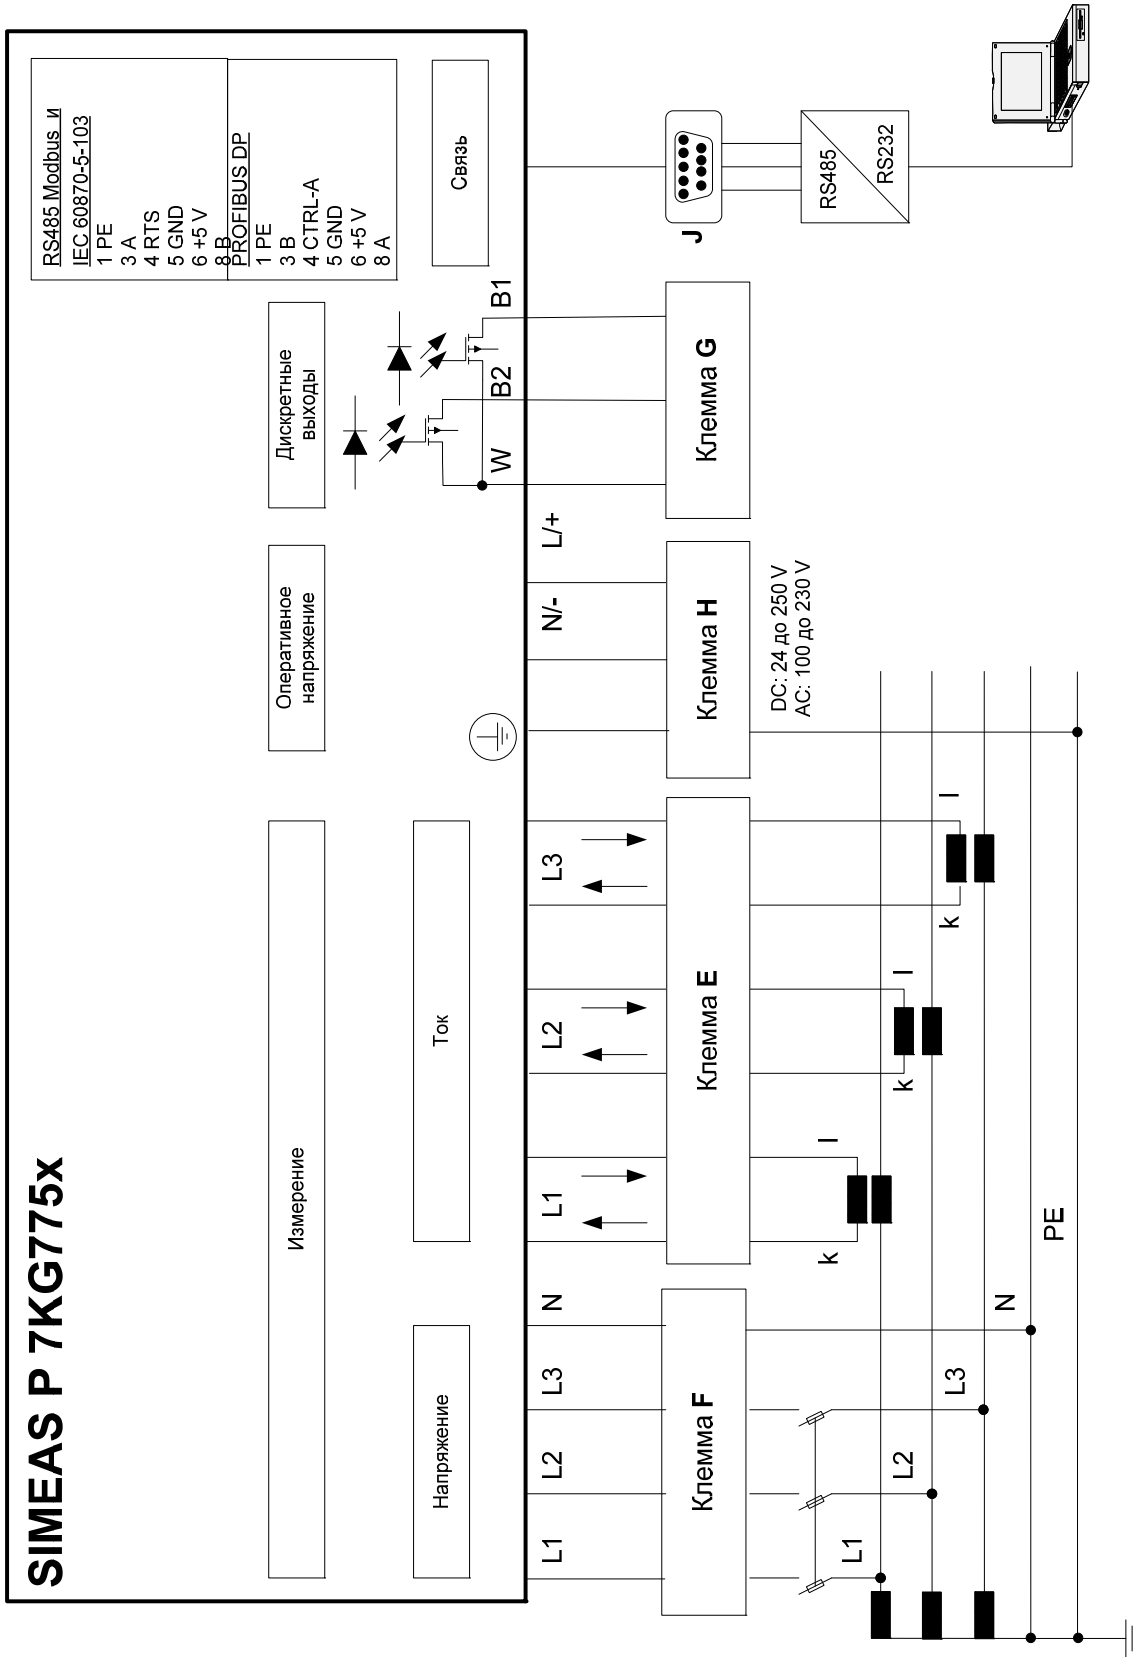 SIMEAS P 7KG775x
RS485 Modbus и
IEC 60870-5-103
1 PE
3 A
4 RTS
5 GND
6 +5 V
8 B
PROFIBUS DP
1 PE
3 B
4 CTRL-A
5 GND
6 +5 V
8 A
Измерение
Оперативное
напряжение
Дискретные
выходы
Напряжение
Ток
Связь
L1
L2
L3
N
L1
L2
L3
N/-
L/+
W
B2
B1
Клемма F
Клемма E
Клемма H
Клемма G
J
DC: 24 до 250 V
AC: 100 до 230 V
RS485
RS232
k
l
k
l
k
l
L1
L2
L3
N
PE